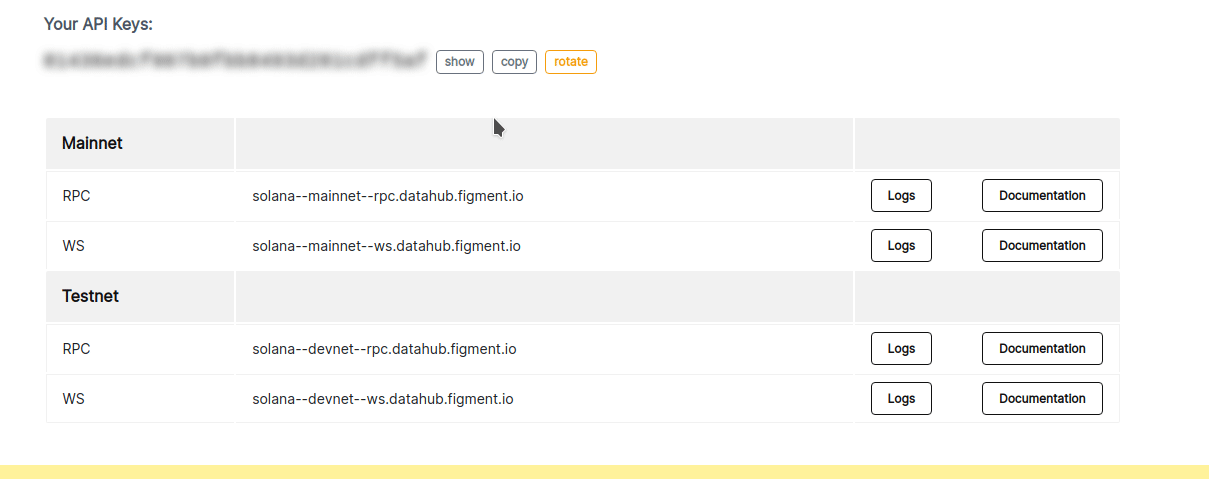 Your API Keys:
show copy rotate
Mainnet
RPC solana--mainnet--rpc.datahub.figment.io Logs Documentation
WS solana--mainnet--ws.datahub.figment.io Logs Documentation
Testnet
RPC solana--devnet--rpc.datahub.figment.io Logs Documentation
WS solana--devnet--ws.datahub.figment.io Logs Documentation